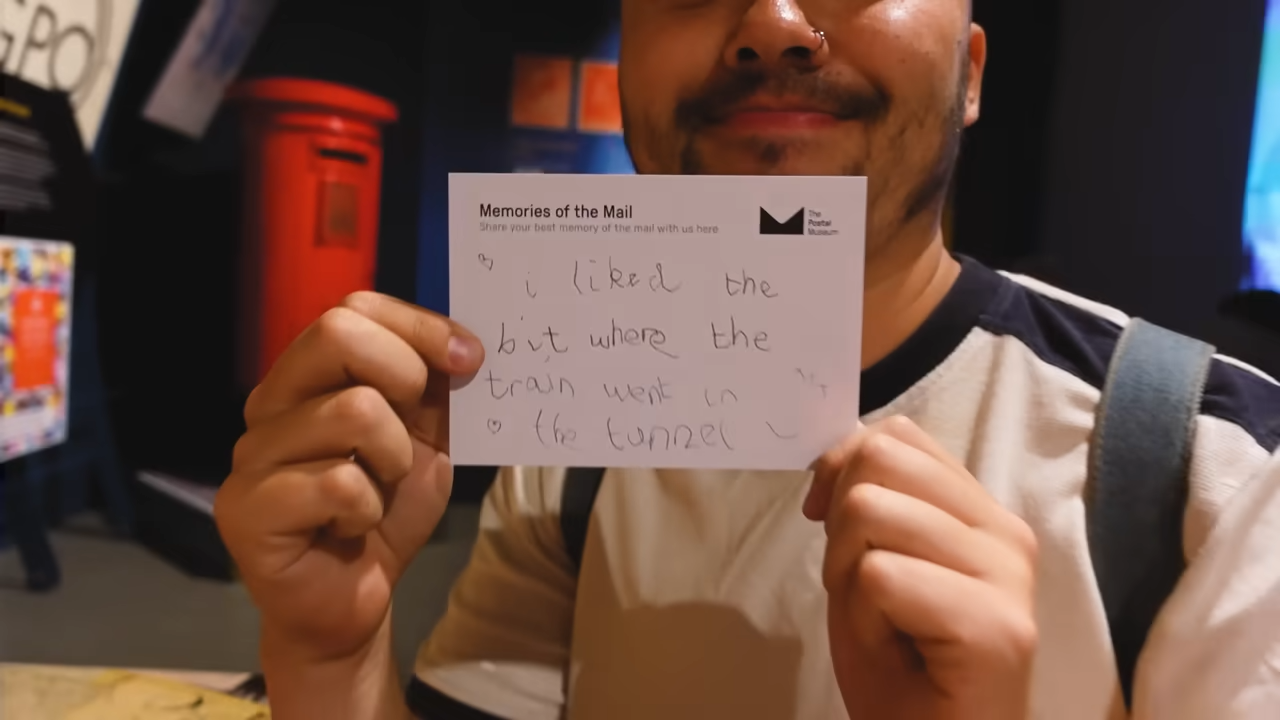 GPO
Memories of the Mail
Share your best memory of the mail with us here
The
Postal
Museum
i liked the
bit where the
train went in
the tunnel